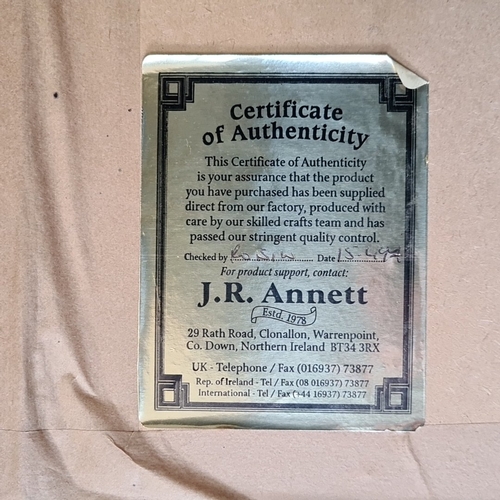 Certificate
of Authenticity
This Certificate of Authenticity
is your assurance that the product
you have purchased has been supplied
direct from our factory, produced with
care by our skilled crafts team and has
passed our stringent quality control.
Checked by Date
For product support, contact:
J.R. Annett
Estd. 1978
29 Rath Road, Clonallon, Warrenpoint,
Co. Down, Northern Ireland BT34 3RX
UK - Telephone / Fax (016937) 73877
Rep. of Ireland - Tel / Fax (08 016937) 73877
International - Tel / Fax (+44 16937) 73877